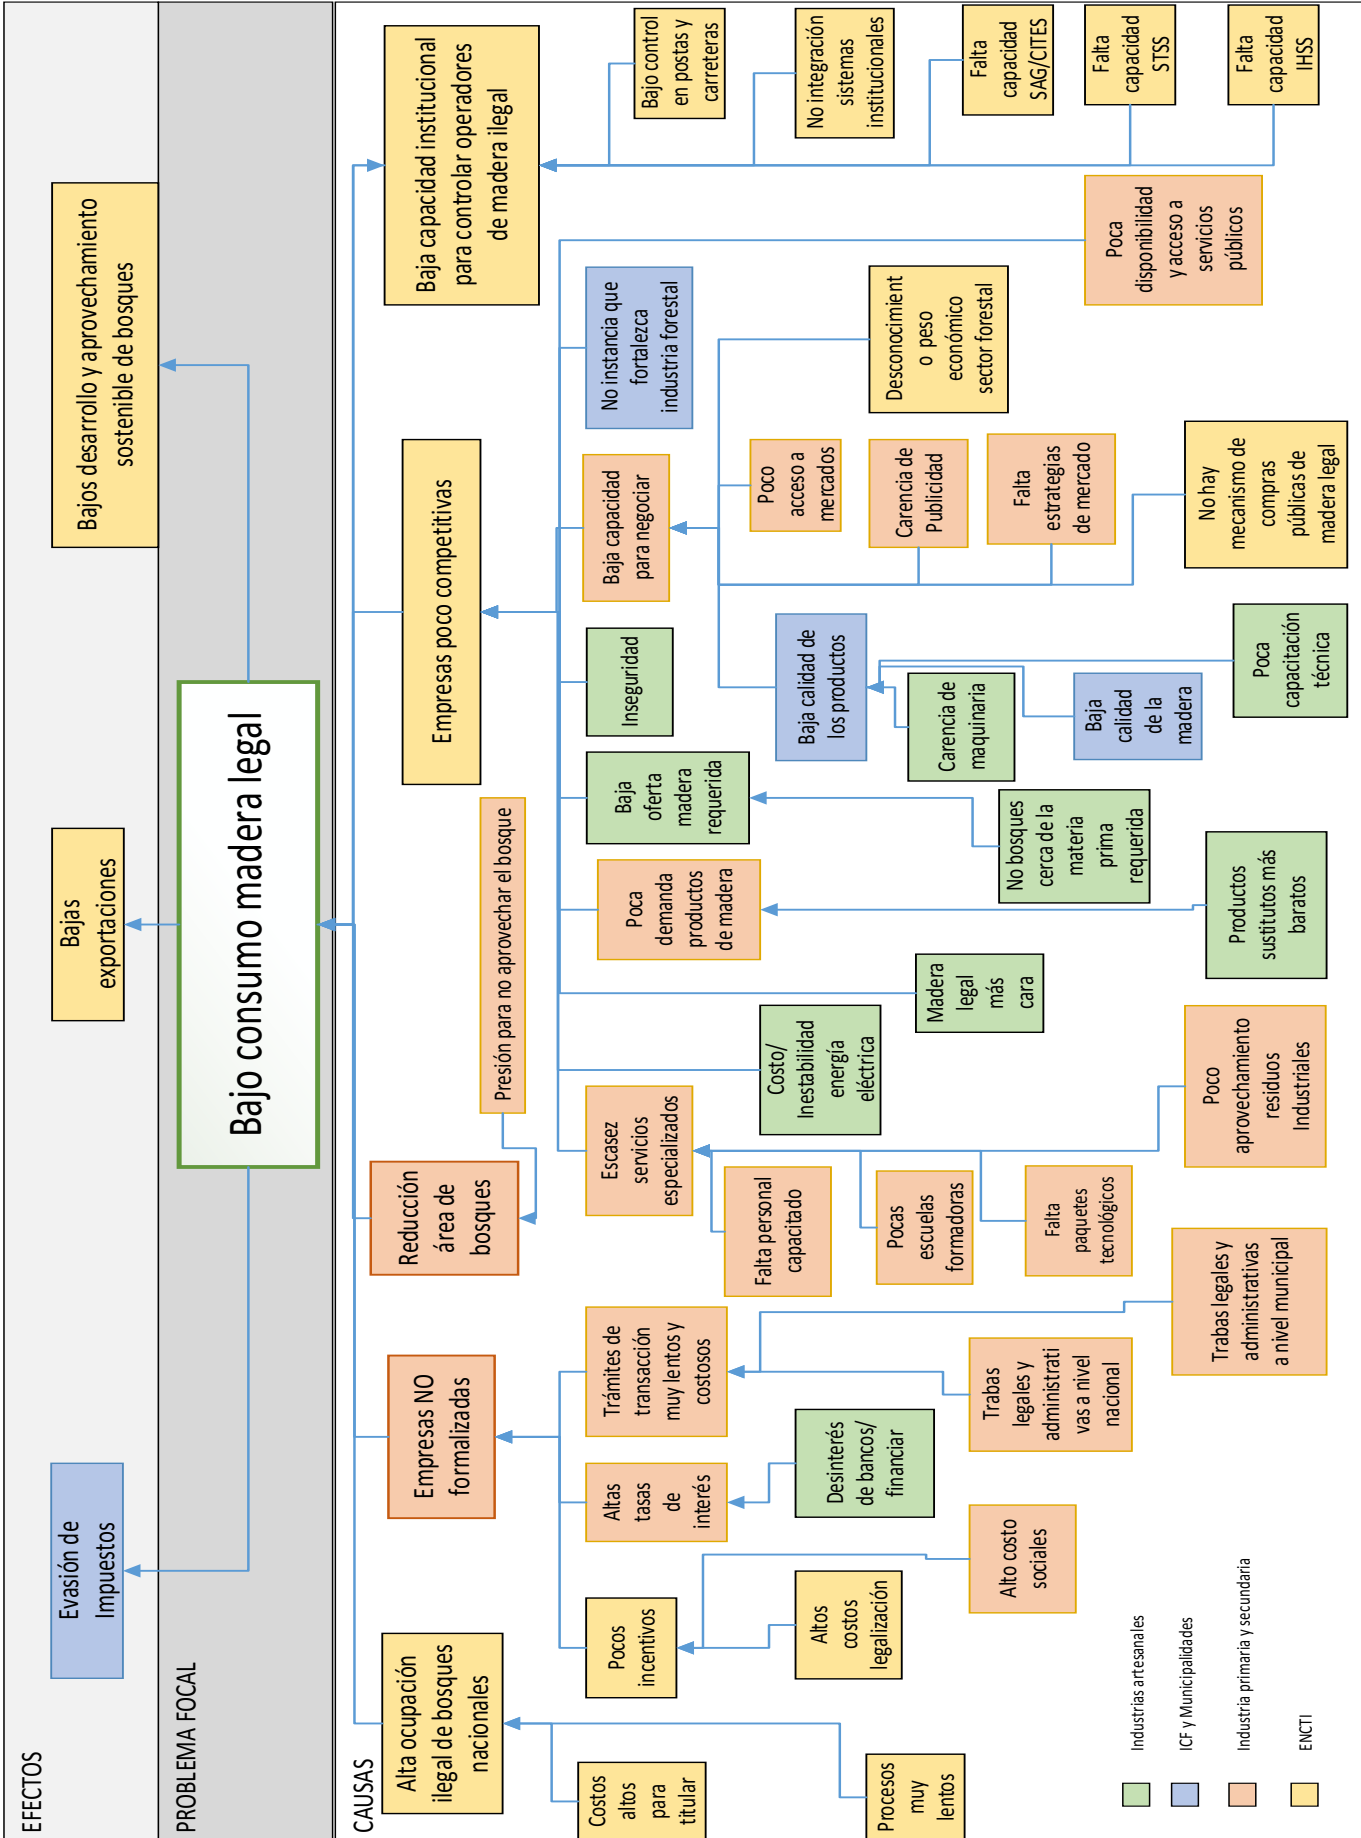 EFECTOS
Evasión de
Impuestos
Bajas
exportaciones
Bajos desarrollo y aprovechamiento
sostenible de bosques
PROBLEMA FOCAL
Bajo consumo madera legal
CAUSAS
Alta ocupación
ilegal de bosques
nacionales
Empresas NO
formalizadas
Reducción
área de
bosques
Presión para no aprovechar el bosque
Empresas poco competitivas
Baja capacidad institucional
para controlar operadores
de madera ilegal
Costos
altos
para
titular
Procesos
muy
lentos
Pocos
incentivos
Altos
costos
legalización
Alto costo
sociales
Altas
tasas
de
interés
Desinterés
de bancos/
financiar
Trámites de
transacción
muy lentos y
costosos
Trabas
legales y
administrati
vas a nivel
nacional
Trabas legales y
administrativas
a nivel municipal
Escasez
servicios
especializados
Falta personal
capacitado
Pocas
escuelas
formadoras
Falta
paquetes
tecnológicos
Poco
aprovechamiento
residuos
Industriales
Costo/
Inestabilidad
energía
eléctrica
Madera
legal
más
cara
Poca
demanda
productos
de madera
Productos
sustitutos más
baratos
Baja
oferta
madera
requerida
No bosques
cerca de la
materia
prima
requerida
Inseguridad
Baja capacidad
para negociar
Baja calidad de
los productos
Carencia de
maquinaria
Baja
calidad
de la
madera
Poca
capacitación
técnica
Poco
acceso a
mercados
Carencia de
Publicidad
Falta
estrategias
de mercado
No hay
mecanismo de
compras
públicas de
madera legal
Desconocimient
o peso
económico
sector forestal
No instancia que
fortalezca
industria forestal
Poca
disponibilidad
y acceso a
servicios
públicos
Bajo control
en postas y
carreteras
No integración
sistemas
institucionales
Falta
capacidad
SAG/CITES
Falta
capacidad
STSS
Falta
capacidad
IHSS
Industrias artesanales
ICF y Municipalidades
Industria primaria y secundaria
ENCTI